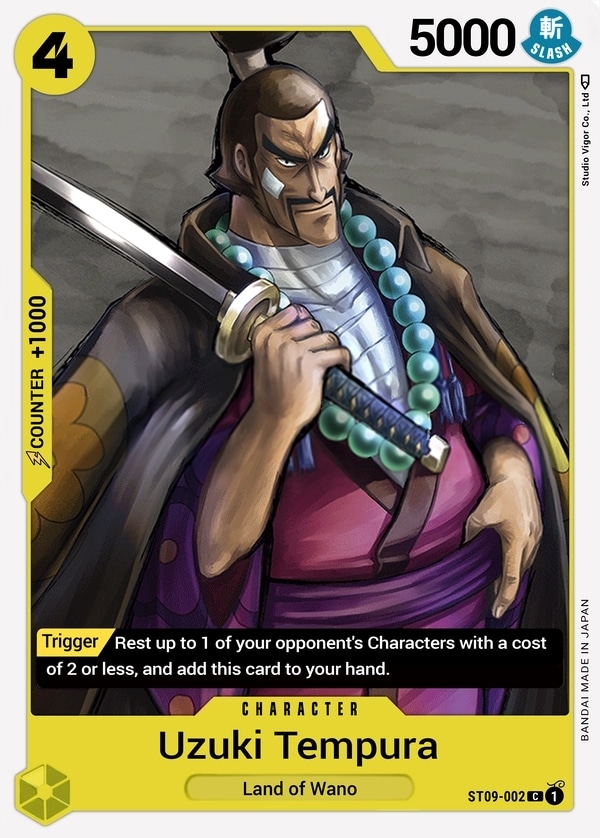 4
5000
斬
SLASH
Studio Vigor Co., Ltd
COUNTER +1000
Trigger Rest up to 1 of your opponent's Characters with a cost
of 2 or less, and add this card to your hand.
CHARACTER
Uzuki Tempura
Land of Wano
ST09-002 C 1
BANDAI MADE IN JAPAN